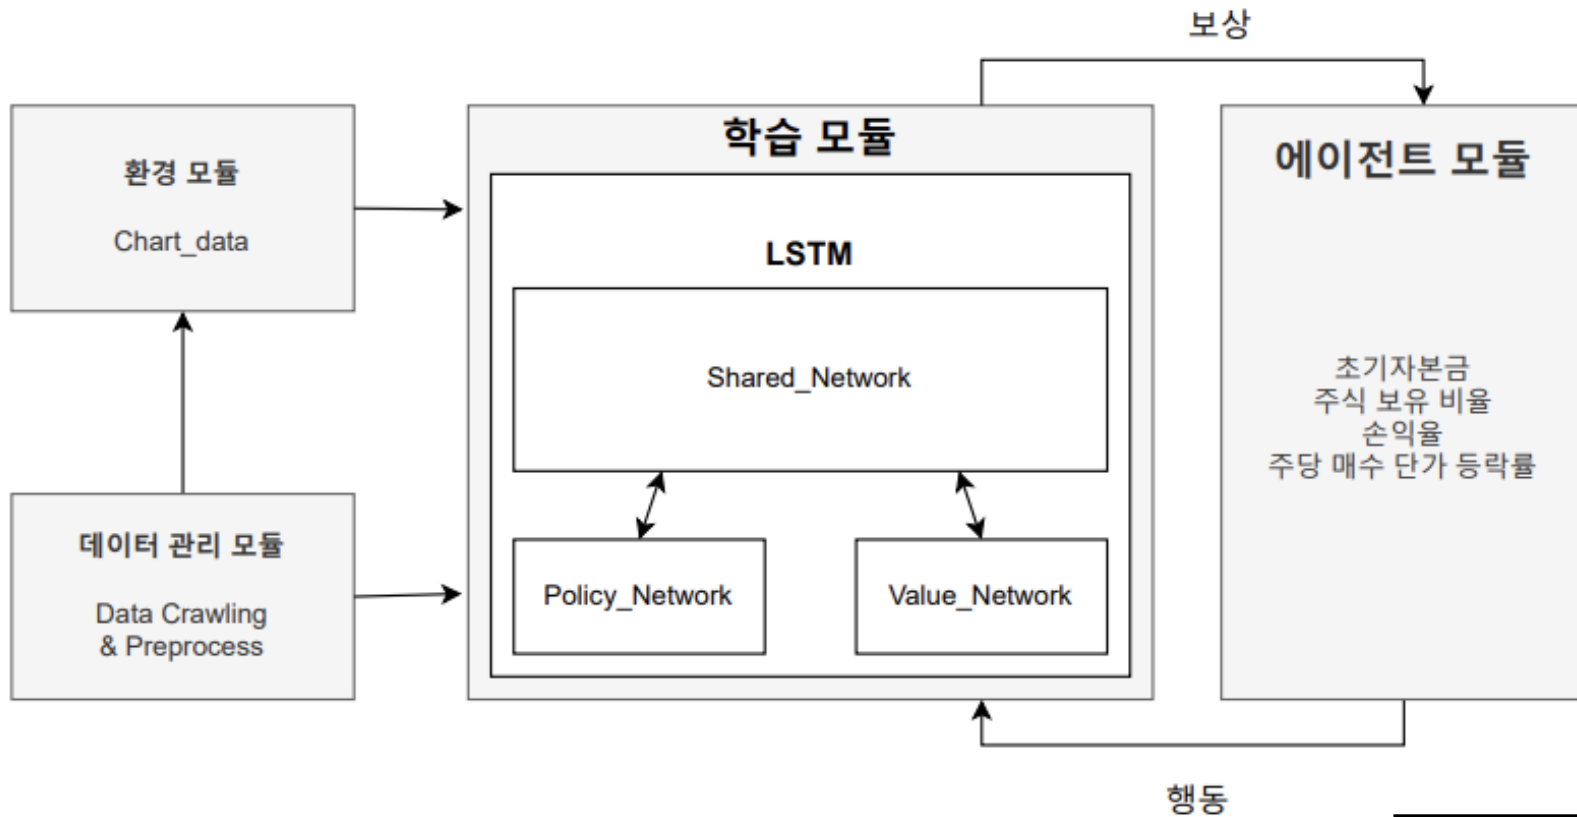 보상
환경 모듈
Chart_data
데이터 관리 모듈
Data Crawling
& Preprocess
학습 모듈
LSTM
Shared_Network
Policy_Network
Value_Network
에이전트 모듈
초기자본금
주식 보유 비율
손익율
주당 매수 단가 등락률
행동